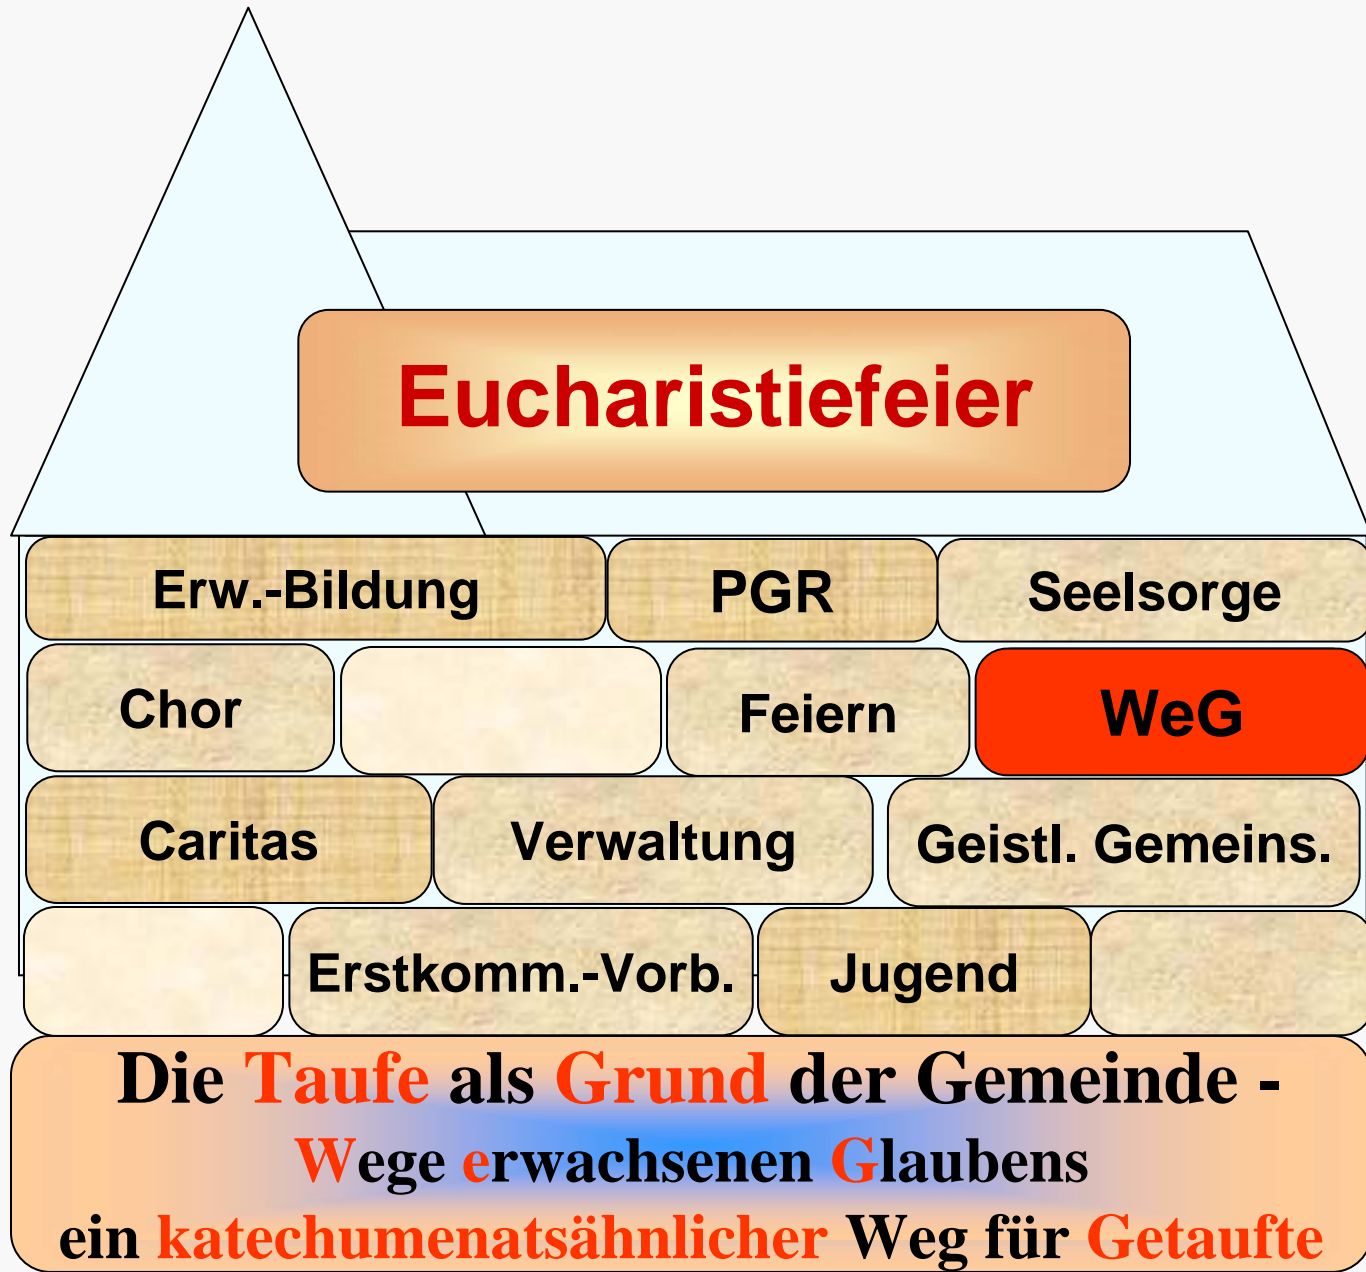 Eucharistiefeier
Erw.-Bildung PGR Seelsorge
Chor Feiern WeG
Caritas Verwaltung Geistl. Gemeins.
Erstkomm.-Vorb. Jugend
Die Taufe als Grund der Gemeinde -
Wege erwachsenen Glaubens
ein katechumenatsähnlicher Weg für Getaufte